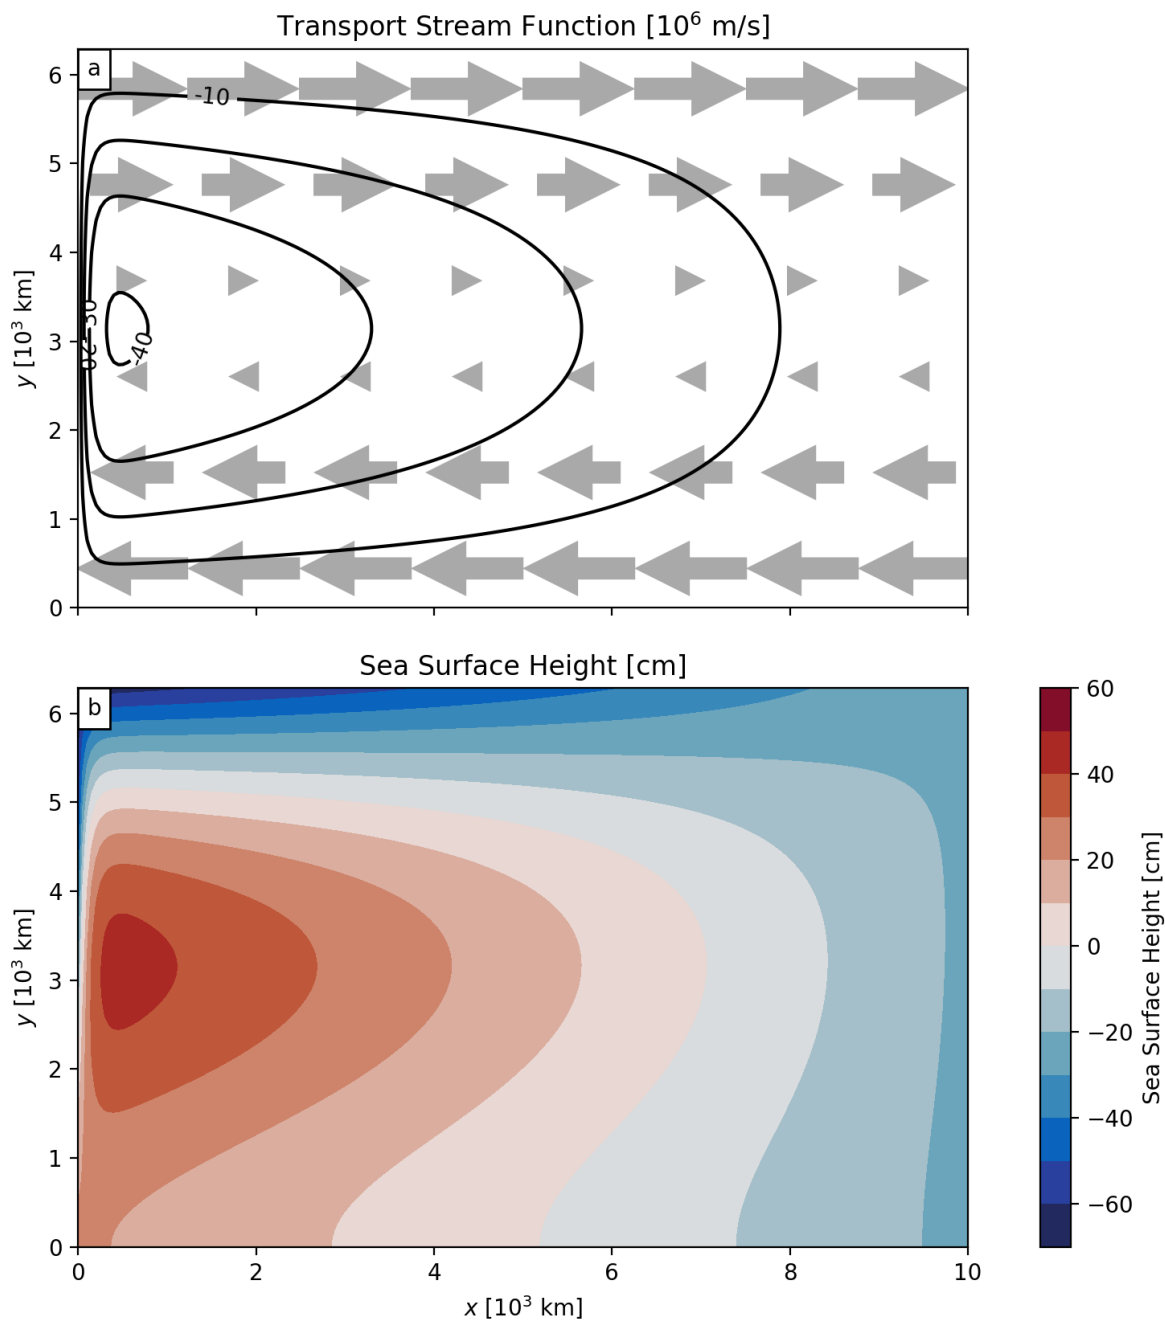 Transport Stream Function [10⁶ m/s]
a
6
5
4
3
2
1
0
y [10³ km]
-10
-30
-20
-40
Sea Surface Height [cm]
b
6
5
4
3
2
1
0
y [10³ km]
0 2 4 6 8 10
x [10³ km]
60
40
20
0
−20
−40
−60
Sea Surface Height [cm]